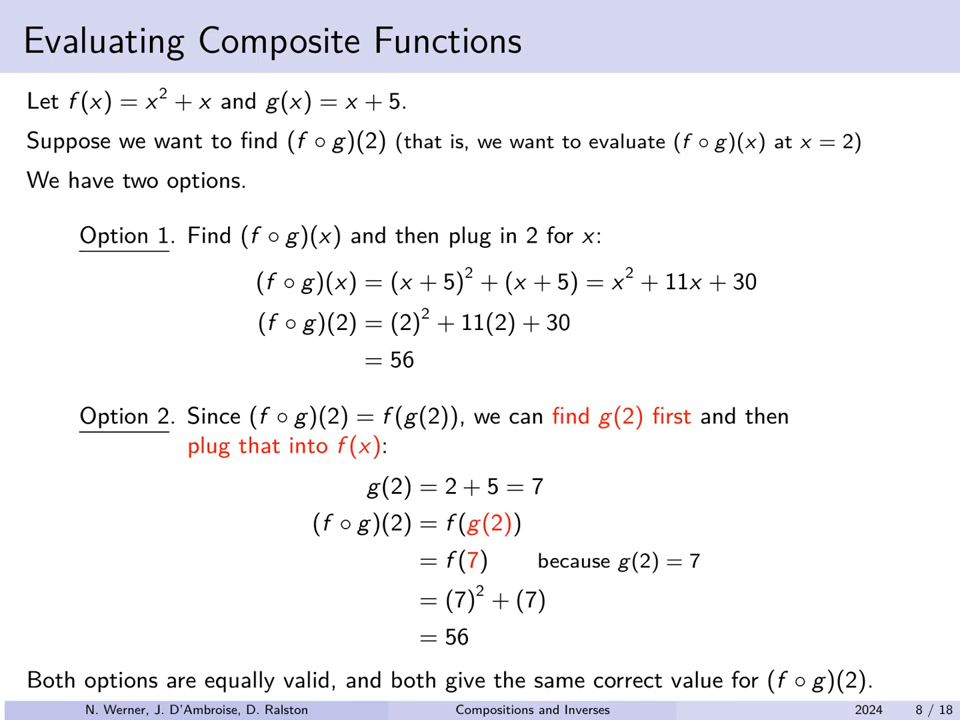 Evaluating Composite Functions
Let f(x) = x² + x and g(x) = x + 5.
Suppose we want to find (f ∘ g)(2) (that is, we want to evaluate (f ∘ g)(x) at x = 2)
We have two options.
Option 1. Find (f ∘ g)(x) and then plug in 2 for x:
(f ∘ g)(x) = (x + 5)² + (x + 5) = x² + 11x + 30
(f ∘ g)(2) = (2)² + 11(2) + 30
= 56
Option 2. Since (f ∘ g)(2) = f(g(2)), we can find g(2) first and then
plug that into f(x):
g(2) = 2 + 5 = 7
(f ∘ g)(2) = f(g(2))
= f(7) because g(2) = 7
= (7)² + (7)
= 56
Both options are equally valid, and both give the same correct value for (f ∘ g)(2).
N. Werner, J. D'Ambroise, D. Ralston Compositions and Inverses 2024 8 / 18